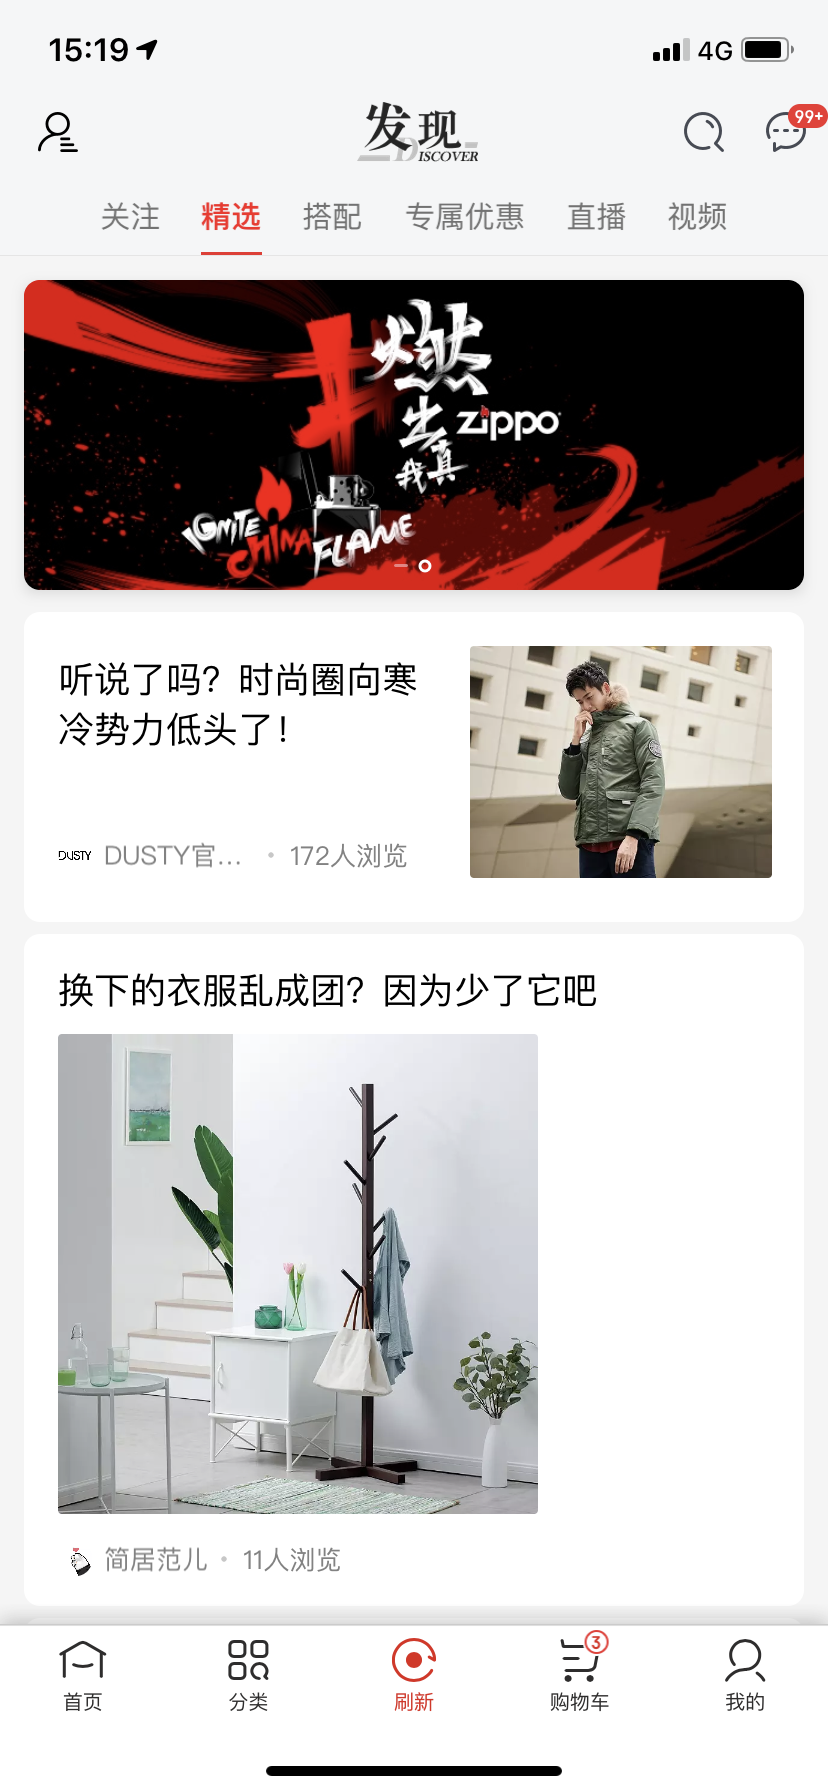 15:19
4G
发现
DISCOVER
99+
关注 精选 搭配 专属优惠 直播 视频
燃
出
zippo
我真
IGNITE
CHINA
FLAME
听说了吗？时尚圈向寒
冷势力低头了！
DUSTY DUSTY官... • 172人浏览
换下的衣服乱成团？因为少了它吧
简居范儿 • 11人浏览
3
首页 分类 刷新 购物车 我的